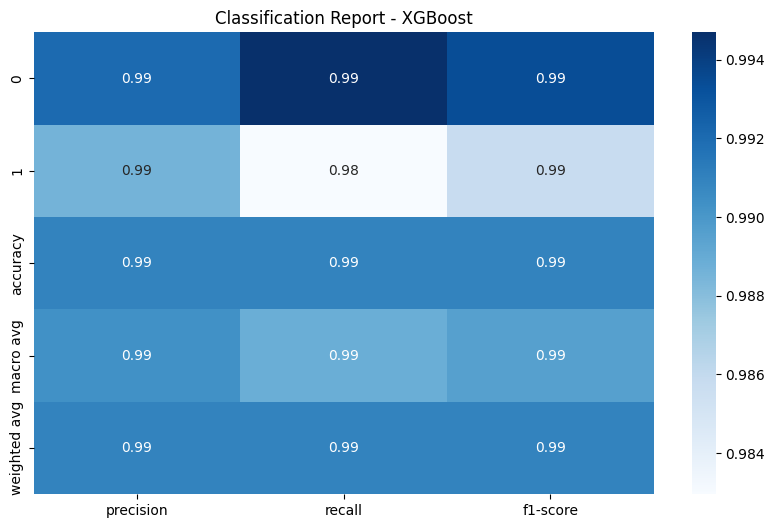 Classification Report - XGBoost
0 0.99 0.99 0.99
1 0.99 0.98 0.99
accuracy 0.99 0.99 0.99
macro avg 0.99 0.99 0.99
weighted avg 0.99 0.99 0.99
precision recall f1-score
0.994
0.992
0.990
0.988
0.986
0.984